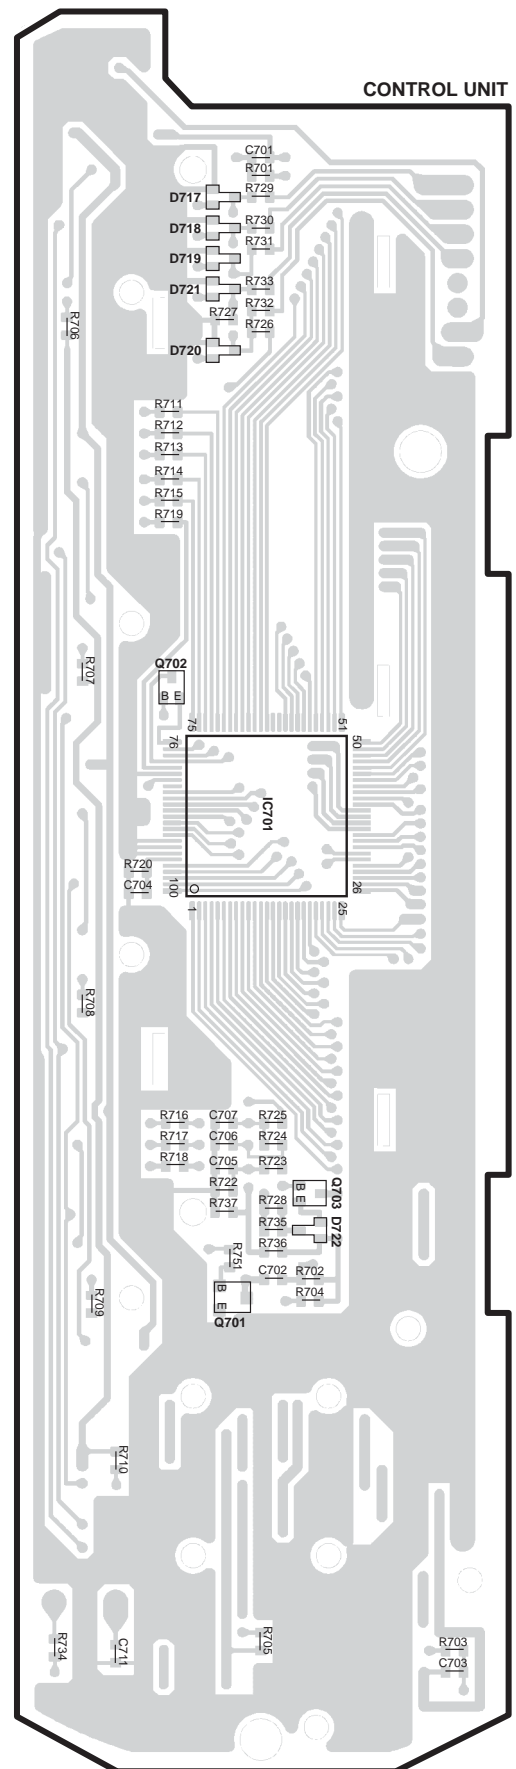 CONTROL UNIT
C701
R701
D717
R729
D718
R730
R731
D719
D721
R733
R732
R727
R706
R726
D720
R711
R712
R713
R714
R715
R719
R707
Q702
B E
75
51
76
50
IC701
R720
C704
100
26
1
25
R708
R716
C707
R725
R717
C706
R724
R718
C705
R723
R722
B
E
Q703
R737
R728
R735
D722
R736
R751
C702
R702
R709
B
E
R704
Q701
R710
R734
C711
R705
R703
C703